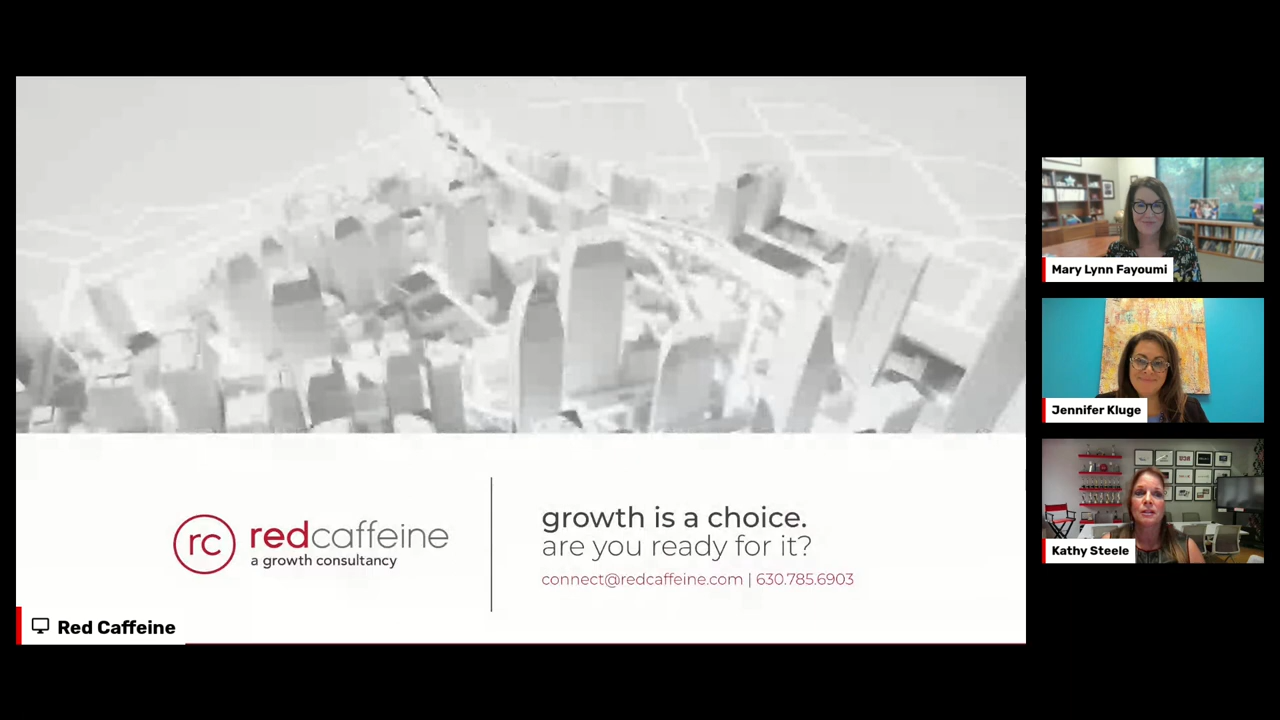 rc redcaffeine
a growth consultancy
growth is a choice.
are you ready for it?
connect@redcaffeine.com | 630.785.6903
Red Caffeine
Mary Lynn Fayoumi
Jennifer Kluge
Kathy Steele